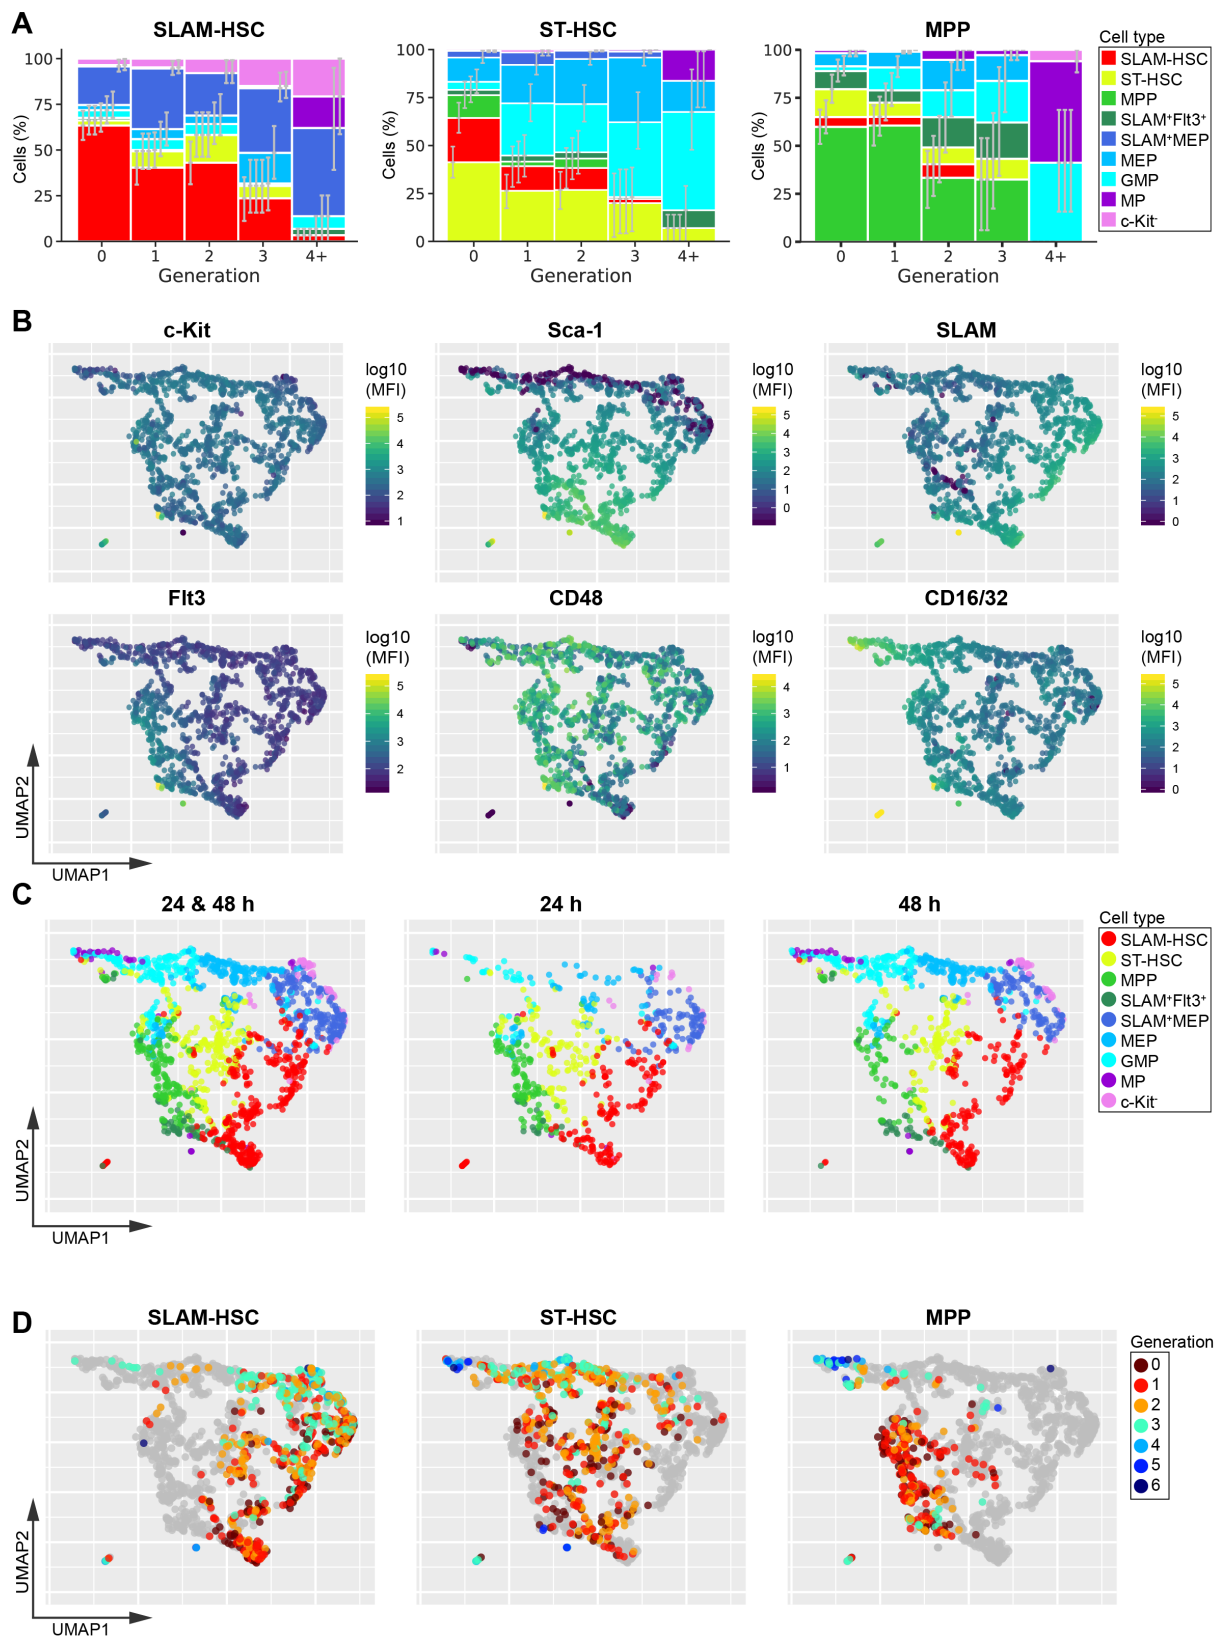 A
SLAM-HSC
ST-HSC
MPP
Cells (%)
100
75
50
25
0
0 1 2 3 4+
Generation
Cells (%)
100
75
50
25
0
0 1 2 3 4+
Generation
Cells (%)
100
75
50
25
0
0 1 2 3 4+
Generation
Cell type
SLAM-HSC
ST-HSC
MPP
SLAM⁺Flt3⁺
SLAM⁺MEP
MEP
GMP
MP
c-Kit⁻
B
c-Kit
log10
(MFI)
5
4
3
2
1
Sca-1
log10
(MFI)
5
4
3
2
1
0
SLAM
log10
(MFI)
5
4
3
2
1
0
Flt3
log10
(MFI)
5
4
3
2
CD48
log10
(MFI)
4
3
2
1
CD16/32
log10
(MFI)
5
4
3
2
1
0
UMAP2
UMAP1
C
24 & 48 h
24 h
48 h
Cell type
SLAM-HSC
ST-HSC
MPP
SLAM⁺Flt3⁺
SLAM⁺MEP
MEP
GMP
MP
c-Kit⁻
UMAP2
UMAP1
D
SLAM-HSC
ST-HSC
MPP
Generation
0
1
2
3
4
5
6
UMAP2
UMAP1